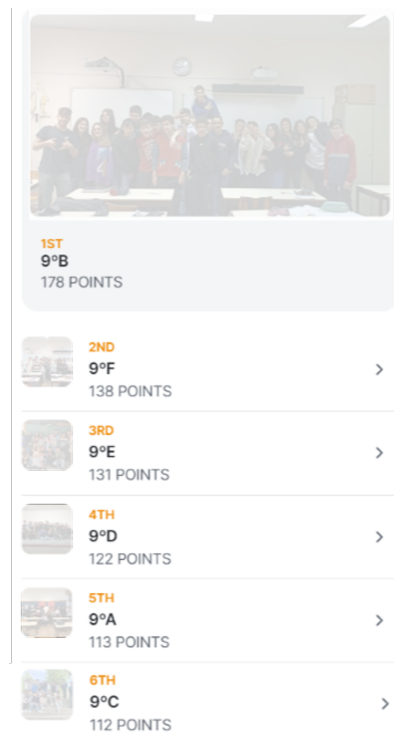 1ST
9ºB
178 POINTS
2ND
9ºF
138 POINTS
3RD
9ºE
131 POINTS
4TH
9ºD
122 POINTS
5TH
9ºA
113 POINTS
6TH
9ºC
112 POINTS